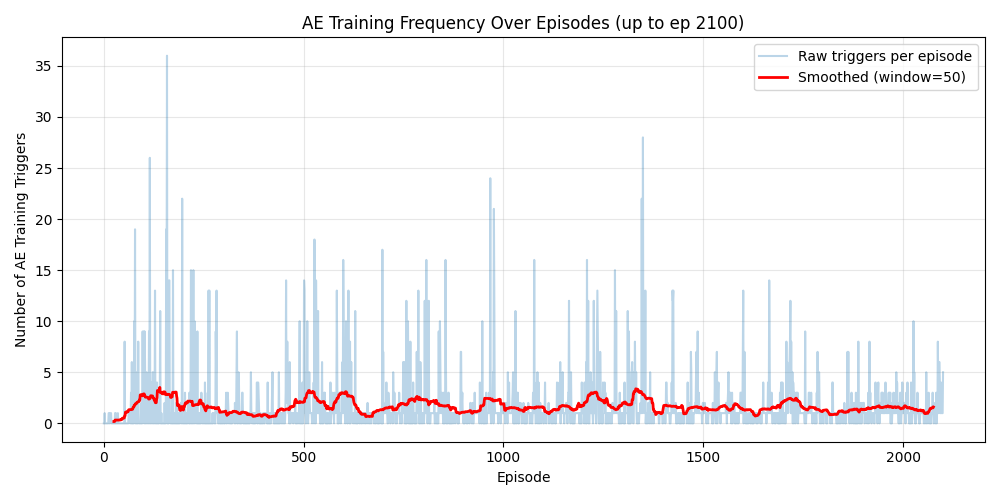 AE Training Frequency Over Episodes (up to ep 2100)
Raw triggers per episode
Smoothed (window=50)
Number of AE Training Triggers
35
30
25
20
15
10
5
0
0 500 1000 1500 2000
Episode